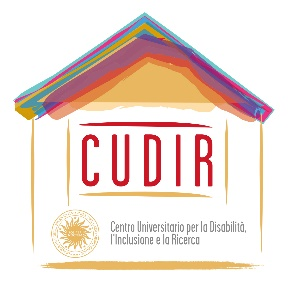 CUDIR
Centro Universitario per la Disabilità,
l'Inclusione e la Ricerca